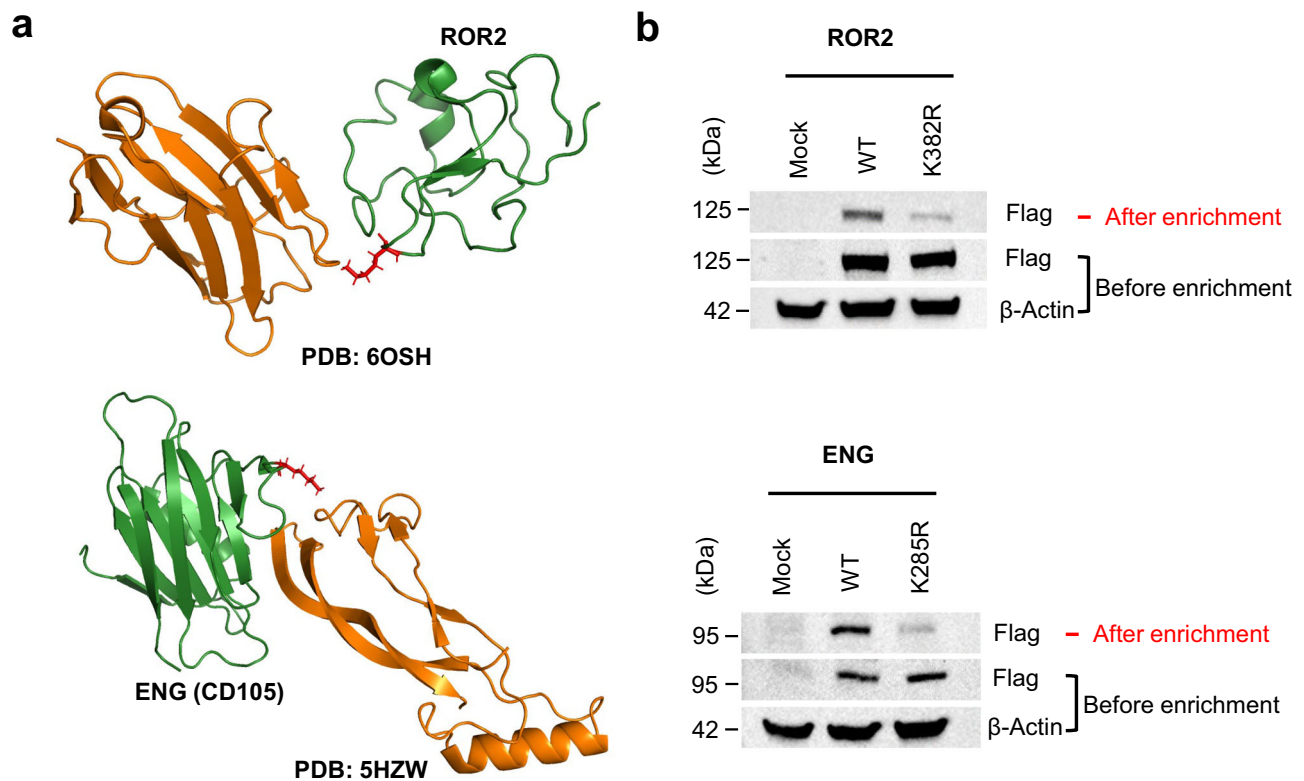 a
ROR2
PDB: 6OSH
ENG (CD105)
PDB: 5HZW
b
ROR2
(kDa)
Mock
WT
K382R
125
Flag
After enrichment
125
Flag
42
β-Actin
Before enrichment
ENG
(kDa)
Mock
WT
K285R
95
Flag
After enrichment
95
Flag
42
β-Actin
Before enrichment